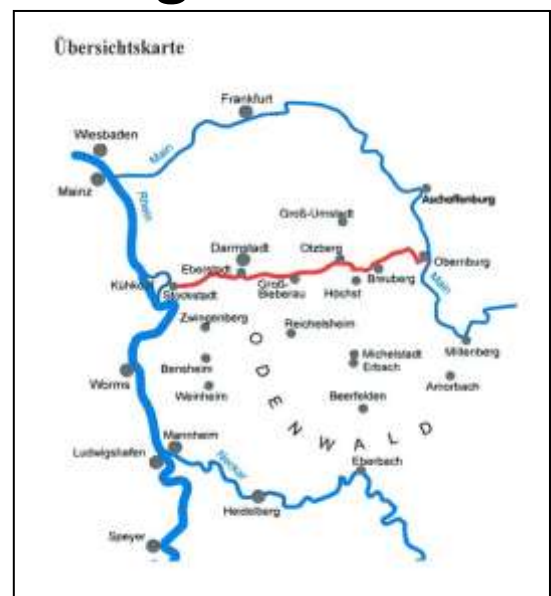 Übersichtskarte
Frankfurt
Wiesbaden
Main
Mainz
Rhein
Aschaffenburg
Groß-Umstadt
Darmstadt
Otzberg
Obernburg
Eberstadt
Breuberg
Kühkopf
Stockstadt
Groß-
Bieberau
Höchst
Main
Zwingenberg
Reichelsheim
Miltenberg
Michelstadt
Bensheim
Erbach
Worms
Weinheim
Amorbach
Beerfelden
ODENWALD
Mannheim
Ludwigshafen
Neckar
Eberbach
Heidelberg
Speyer